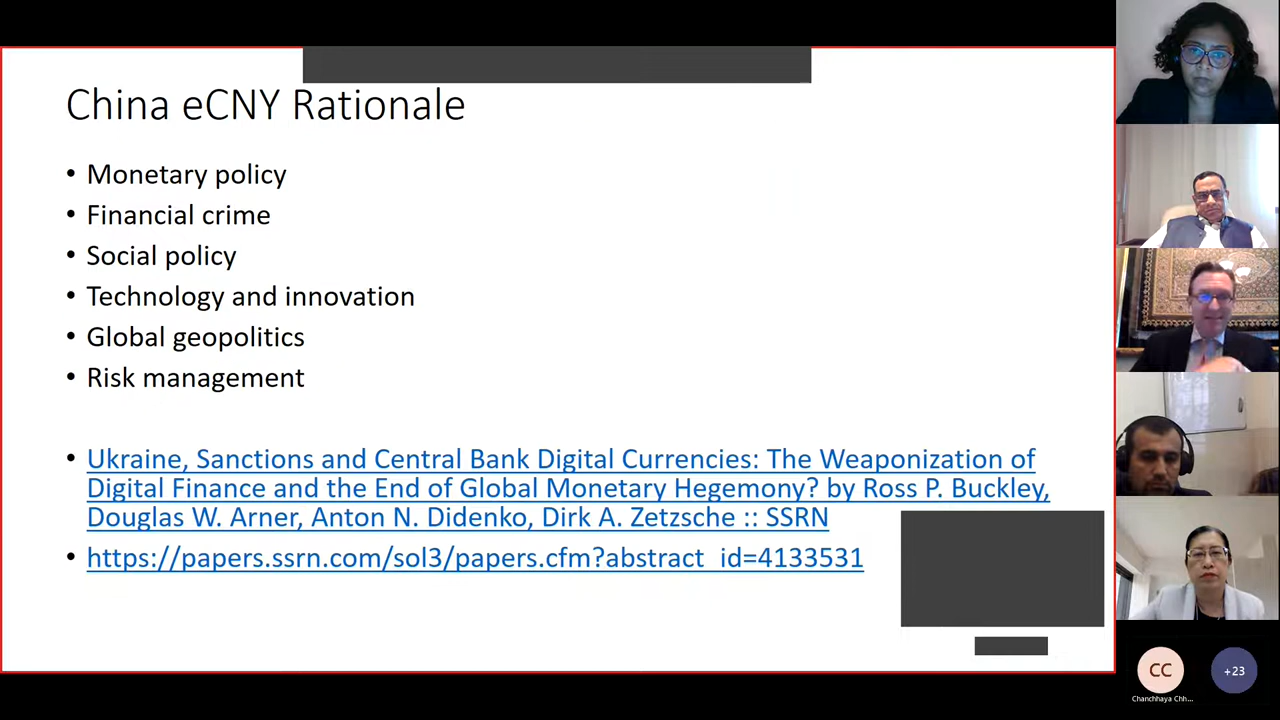 China eCNY Rationale
• Monetary policy
• Financial crime
• Social policy
• Technology and innovation
• Global geopolitics
• Risk management
• Ukraine, Sanctions and Central Bank Digital Currencies: The Weaponization of
Digital Finance and the End of Global Monetary Hegemony? by Ross P. Buckley,
Douglas W. Arner, Anton N. Didenko, Dirk A. Zetzsche :: SSRN
• https://papers.ssrn.com/sol3/papers.cfm?abstract_id=4133531
CC
+23
Chanchhaya Chh...